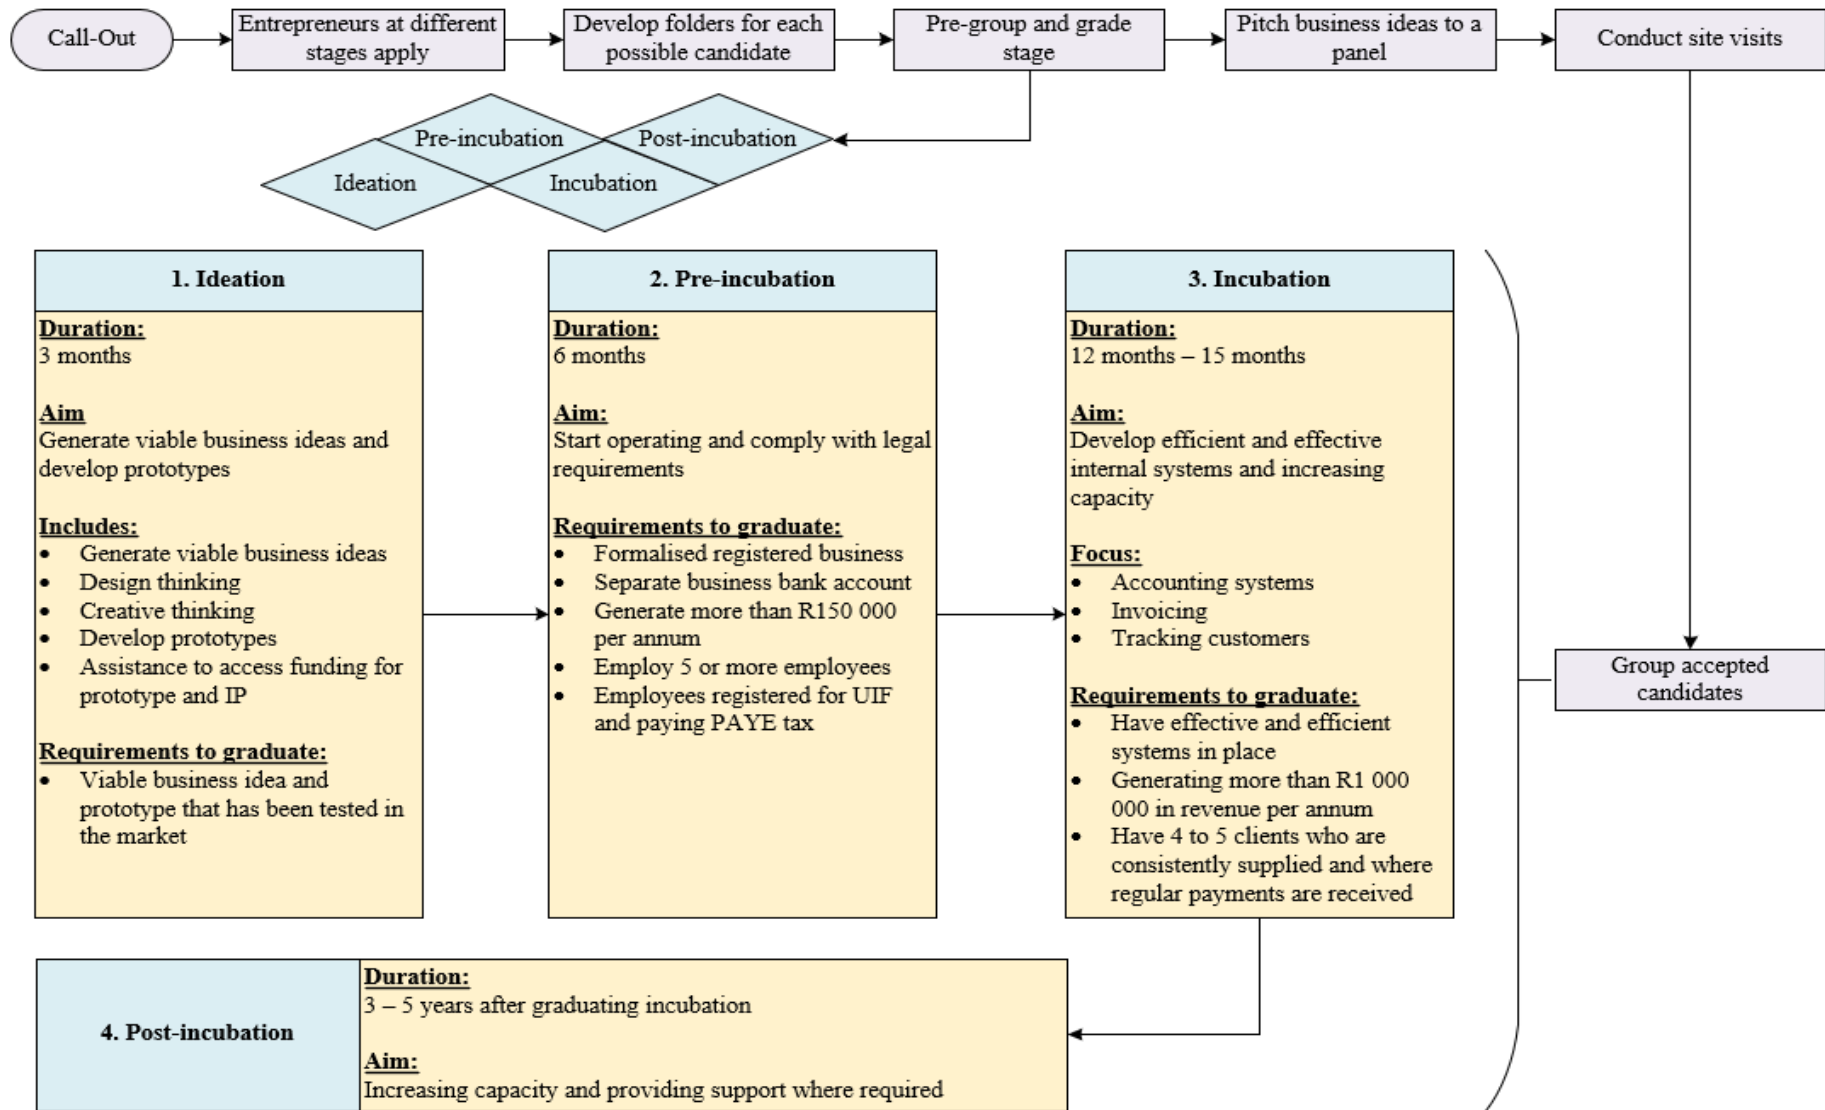 Call-Out
Entrepreneurs at different
stages apply
Develop folders for each
possible candidate
Pre-group and grade
stage
Pitch business ideas to a
panel
Conduct site visits
Pre-incubation
Post-incubation
Ideation
Incubation
1. Ideation
Duration:
3 months
Aim
Generate viable business ideas and
develop prototypes
Includes:
• Generate viable business ideas
• Design thinking
• Creative thinking
• Develop prototypes
• Assistance to access funding for
prototype and IP
Requirements to graduate:
• Viable business idea and
prototype that has been tested in
the market
2. Pre-incubation
Duration:
6 months
Aim:
Start operating and comply with legal
requirements
Requirements to graduate:
• Formalised registered business
• Separate business bank account
• Generate more than R150 000
per annum
• Employ 5 or more employees
• Employees registered for UIF
and paying PAYE tax
3. Incubation
Duration:
12 months – 15 months
Aim:
Develop efficient and effective
internal systems and increasing
capacity
Focus:
• Accounting systems
• Invoicing
• Tracking customers
Requirements to graduate:
• Have effective and efficient
systems in place
• Generating more than R1 000
000 in revenue per annum
• Have 4 to 5 clients who are
consistently supplied and where
regular payments are received
Group accepted
candidates
4. Post-incubation
Duration:
3 – 5 years after graduating incubation
Aim:
Increasing capacity and providing support where required